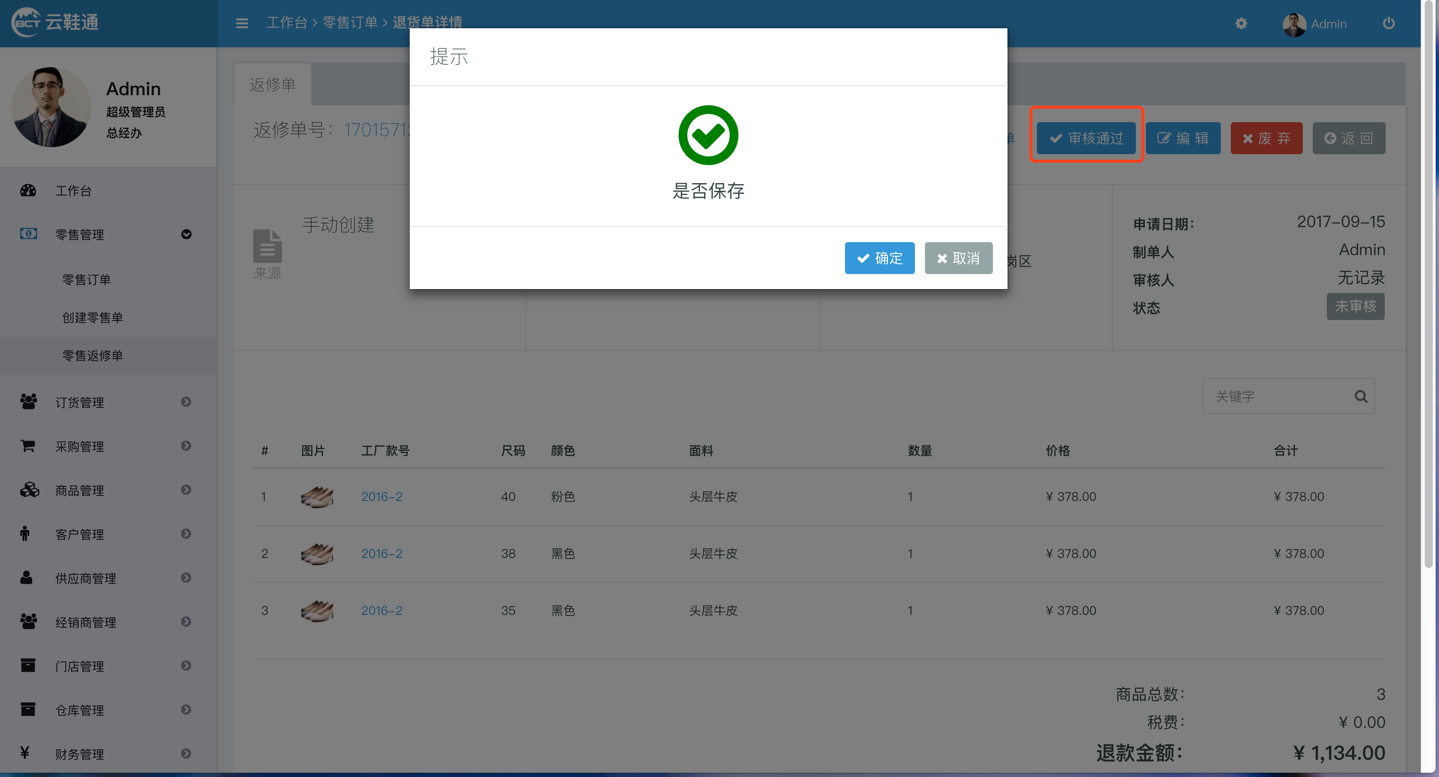 BCT 云鞋通
工作台 > 零售订单 > 退货单详情
Admin
Admin
超级管理员
总经办
工作台
零售管理
零售订单
创建零售单
零售返修单
订货管理
采购管理
商品管理
客户管理
供应商管理
经销商管理
门店管理
仓库管理
¥ 财务管理
提示
是否保存
确定 取消
返修单
返修单号: 1701571
单 审核通过 编 辑 废 弃 返 回
手动创建
来源
岗区
申请日期: 2017-09-15
制单人 Admin
审核人 无记录
状态 未审核
关键字
# 图片 工厂款号 尺码 颜色 面料 数量 价格 合计
1 2016-2 40 粉色 头层牛皮 1 ¥ 378.00 ¥ 378.00
2 2016-2 38 黑色 头层牛皮 1 ¥ 378.00 ¥ 378.00
3 2016-2 35 黑色 头层牛皮 1 ¥ 378.00 ¥ 378.00
商品总数: 3
税费: ¥ 0.00
退款金额: ¥ 1,134.00